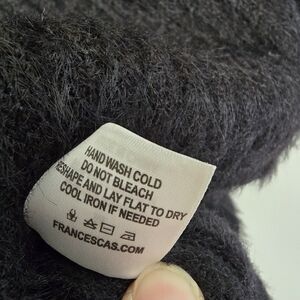 HAND WASH COLD
DO NOT BLEACH
RESHAPE AND LAY FLAT TO DRY
COOL IRON IF NEEDED
FRANCESCAS.COM